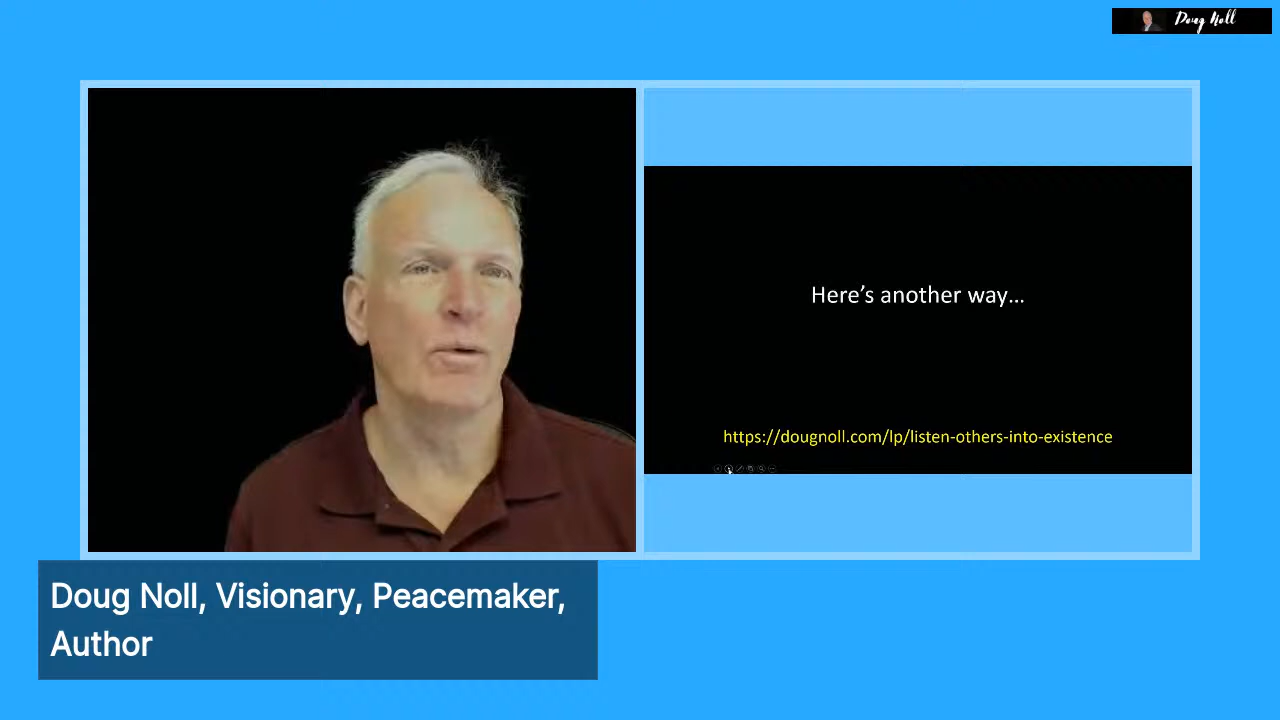 Doug Noll
Here's another way...
https://dougnoll.com/lp/listen-others-into-existence
Doug Noll, Visionary, Peacemaker,
Author